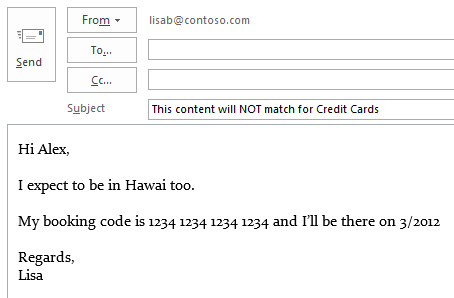 From ▾ lisab@contoso.com
Send
To...
Cc...
Subject This content will NOT match for Credit Cards
Hi Alex,
I expect to be in Hawai too.
My booking code is 1234 1234 1234 1234 and I'll be there on 3/2012
Regards,
Lisa